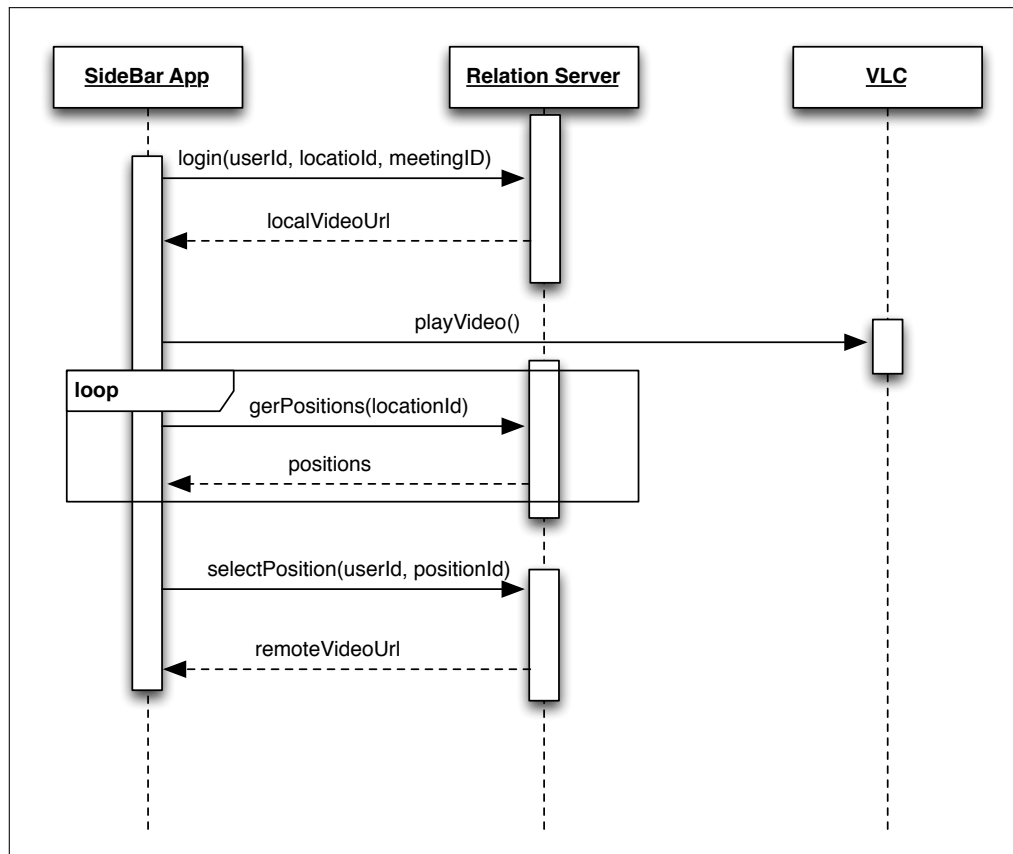 SideBar App
Relation Server
VLC
login(userId, locatioId, meetingID)
localVideoUrl
playVideo()
loop
gerPositions(locationId)
positions
selectPosition(userId, positionId)
remoteVideoUrl